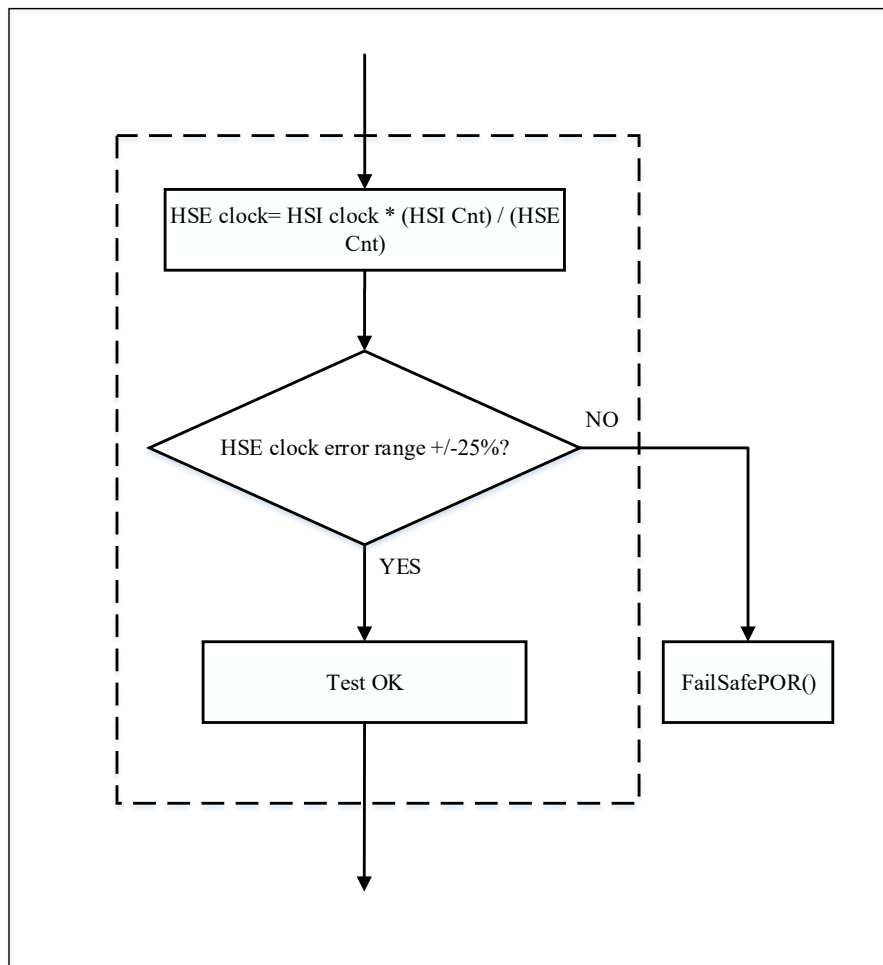 HSE clock= HSI clock * (HSI Cnt) / (HSE
Cnt)
HSE clock error range +/-25%?
NO
YES
Test OK
FailSafePOR()